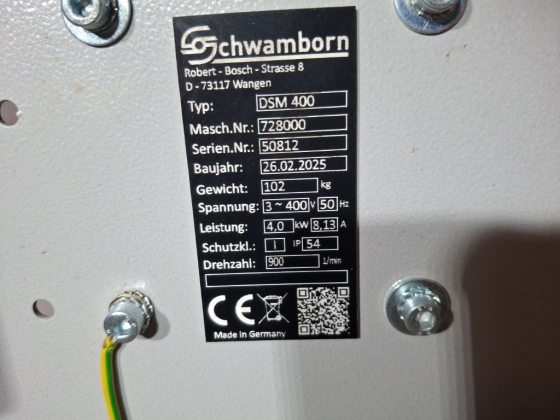 Schwamborn
Robert - Bosch - Strasse 8
D - 73117 Wangen
Typ: DSM 400
Masch.Nr.: 728000
Serien.Nr.: 50812
Baujahr: 26.02.2025
Gewicht: 102 kg
Spannung: 3 ~ 400 V 50 Hz
Leistung: 4,0 kW 8,13 A
Schutzkl.: I IP 54
Drehzahl: 900 1/min
CE
Made in Germany